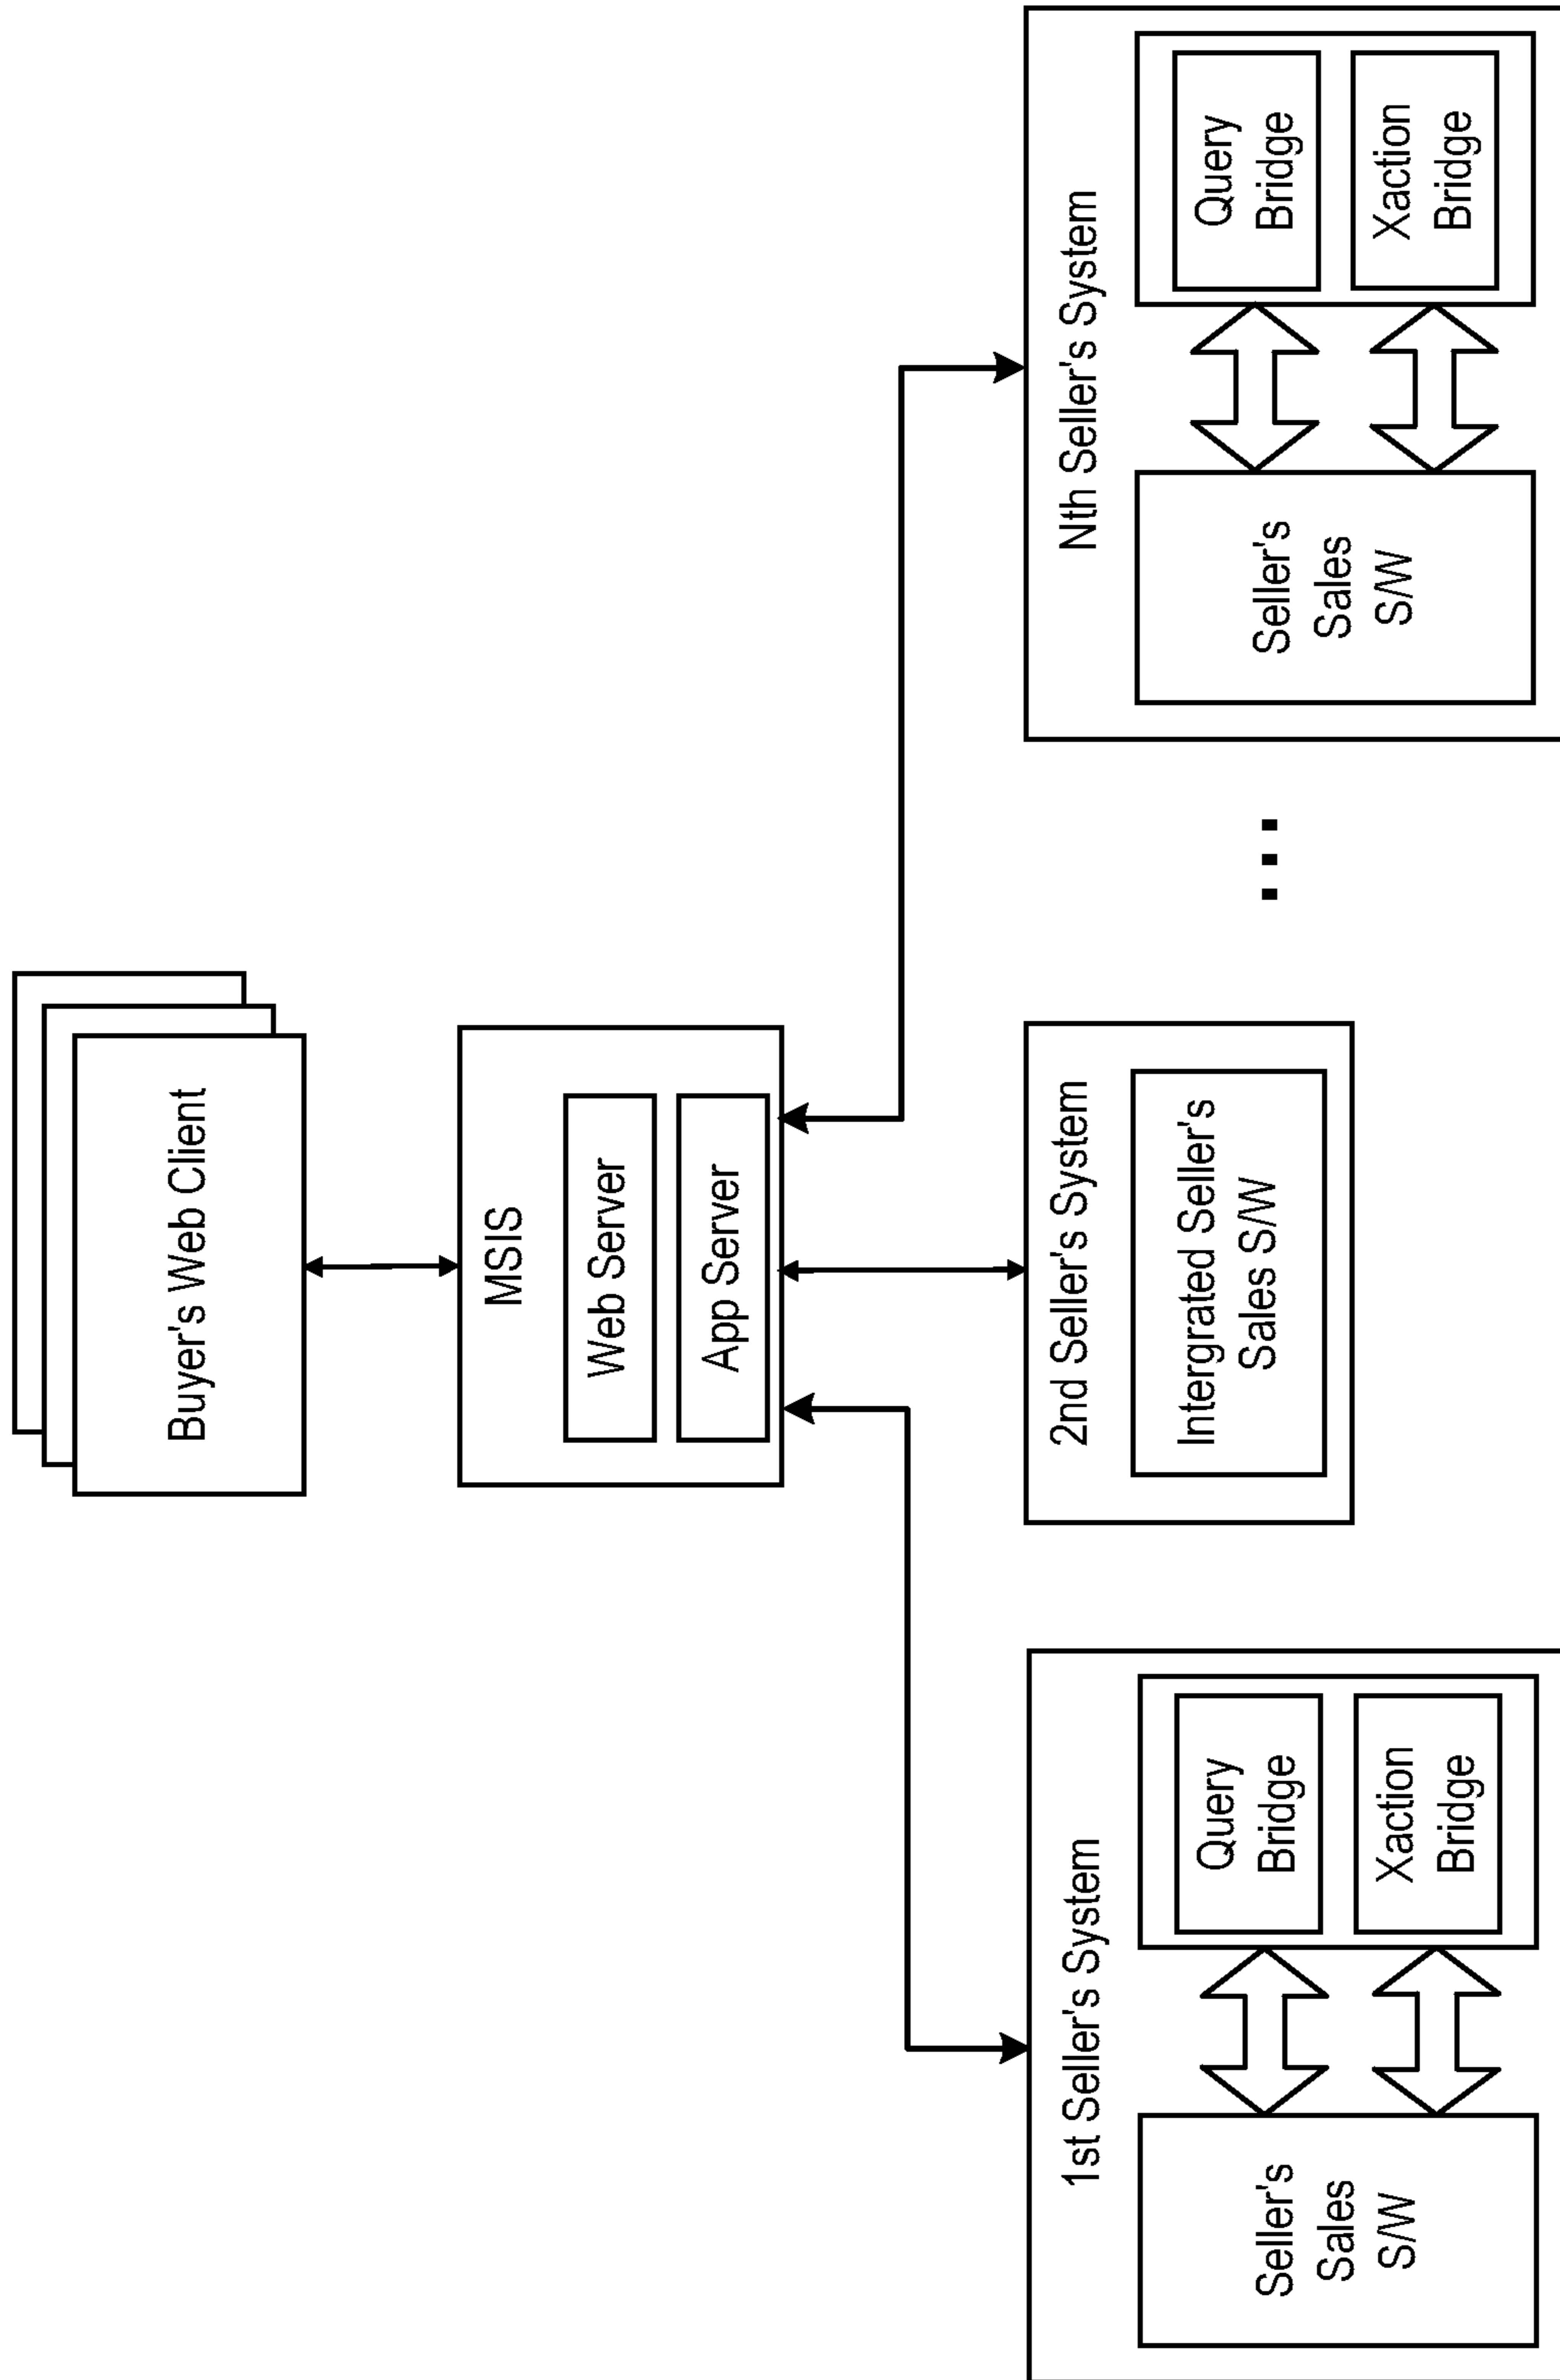 Buyer's Web Client
MSIS
Web Server
App Server
1st Seller's System
Seller's
Sales
S/W
Query
Bridge
Xaction
Bridge
2nd Seller's System
Intergrated Seller's
Sales S/W
...
Nth Seller's System
Seller's
Sales
S/W
Query
Bridge
Xaction
Bridge